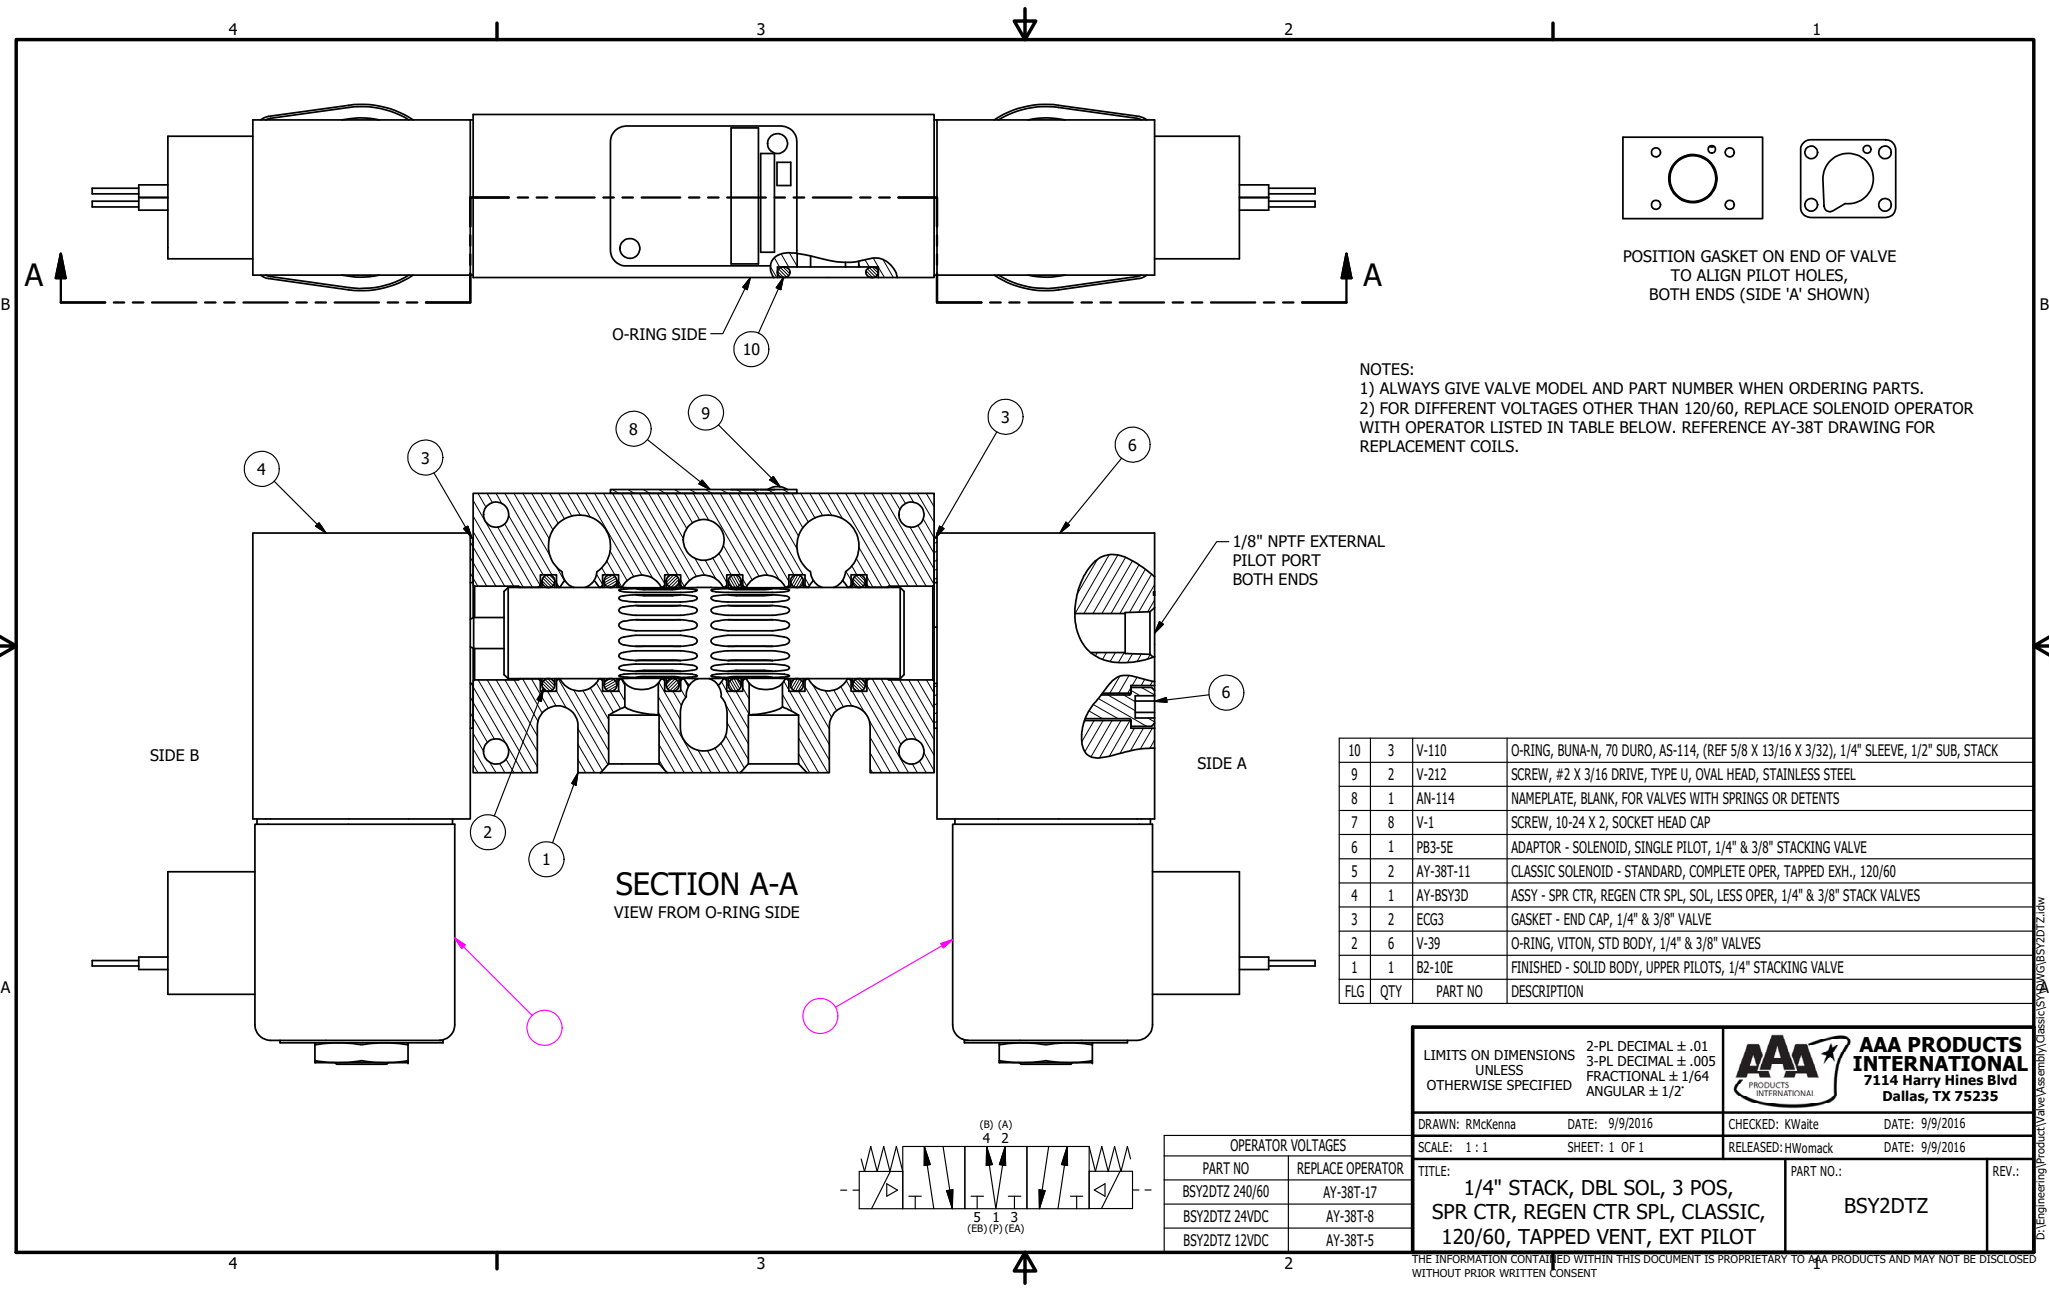 4
3
2
1
B
B
A
A
A
O-RING SIDE
10
POSITION GASKET ON END OF VALVE
TO ALIGN PILOT HOLES,
BOTH ENDS (SIDE 'A' SHOWN)
NOTES:
1) ALWAYS GIVE VALVE MODEL AND PART NUMBER WHEN ORDERING PARTS.
2) FOR DIFFERENT VOLTAGES OTHER THAN 120/60, REPLACE SOLENOID OPERATOR
WITH OPERATOR LISTED IN TABLE BELOW. REFERENCE AY-38T DRAWING FOR
REPLACEMENT COILS.
4
3
8
9
3
6
1/8" NPTF EXTERNAL
PILOT PORT
BOTH ENDS
6
SIDE B
SIDE A
2
1
SECTION A-A
VIEW FROM O-RING SIDE
10 3 V-110 O-RING, BUNA-N, 70 DURO, AS-114, (REF 5/8 X 13/16 X 3/32), 1/4" SLEEVE, 1/2" SUB, STACK
9 2 V-212 SCREW, #2 X 3/16 DRIVE, TYPE U, OVAL HEAD, STAINLESS STEEL
8 1 AN-114 NAMEPLATE, BLANK, FOR VALVES WITH SPRINGS OR DETENTS
7 8 V-1 SCREW, 10-24 X 2, SOCKET HEAD CAP
6 1 PB3-5E ADAPTOR - SOLENOID, SINGLE PILOT, 1/4" & 3/8" STACKING VALVE
5 2 AY-38T-11 CLASSIC SOLENOID - STANDARD, COMPLETE OPER, TAPPED EXH., 120/60
4 1 AY-BSY3D ASSY - SPR CTR, REGEN CTR SPL, SOL, LESS OPER, 1/4" & 3/8" STACK VALVES
3 2 ECG3 GASKET - END CAP, 1/4" & 3/8" VALVE
2 6 V-39 O-RING, VITON, STD BODY, 1/4" & 3/8" VALVES
1 1 B2-10E FINISHED - SOLID BODY, UPPER PILOTS, 1/4" STACKING VALVE
FLG QTY PART NO DESCRIPTION
A
D:\Engineering\Product\Valve\Assembly\Classic\SY\DWG\BSY2DTZ.idw
LIMITS ON DIMENSIONS
UNLESS
OTHERWISE SPECIFIED
2-PL DECIMAL ± .01
3-PL DECIMAL ± .005
FRACTIONAL ± 1/64
ANGULAR ± 1/2°
AAA
PRODUCTS
INTERNATIONAL
AAA PRODUCTS
INTERNATIONAL
7114 Harry Hines Blvd
Dallas, TX 75235
DRAWN: RMcKenna DATE: 9/9/2016 CHECKED: KWaite DATE: 9/9/2016
SCALE: 1 : 1 SHEET: 1 OF 1 RELEASED: HWomack DATE: 9/9/2016
TITLE:
1/4" STACK, DBL SOL, 3 POS,
SPR CTR, REGEN CTR SPL, CLASSIC,
120/60, TAPPED VENT, EXT PILOT
PART NO.:
BSY2DTZ
REV.:
(B) (A)
4 2
5 1 3
(EB) (P) (EA)
OPERATOR VOLTAGES
PART NO REPLACE OPERATOR
BSY2DTZ 240/60 AY-38T-17
BSY2DTZ 24VDC AY-38T-8
BSY2DTZ 12VDC AY-38T-5
THE INFORMATION CONTAINED WITHIN THIS DOCUMENT IS PROPRIETARY TO AAA PRODUCTS AND MAY NOT BE DISCLOSED
WITHOUT PRIOR WRITTEN CONSENT
4
3
2
1
A